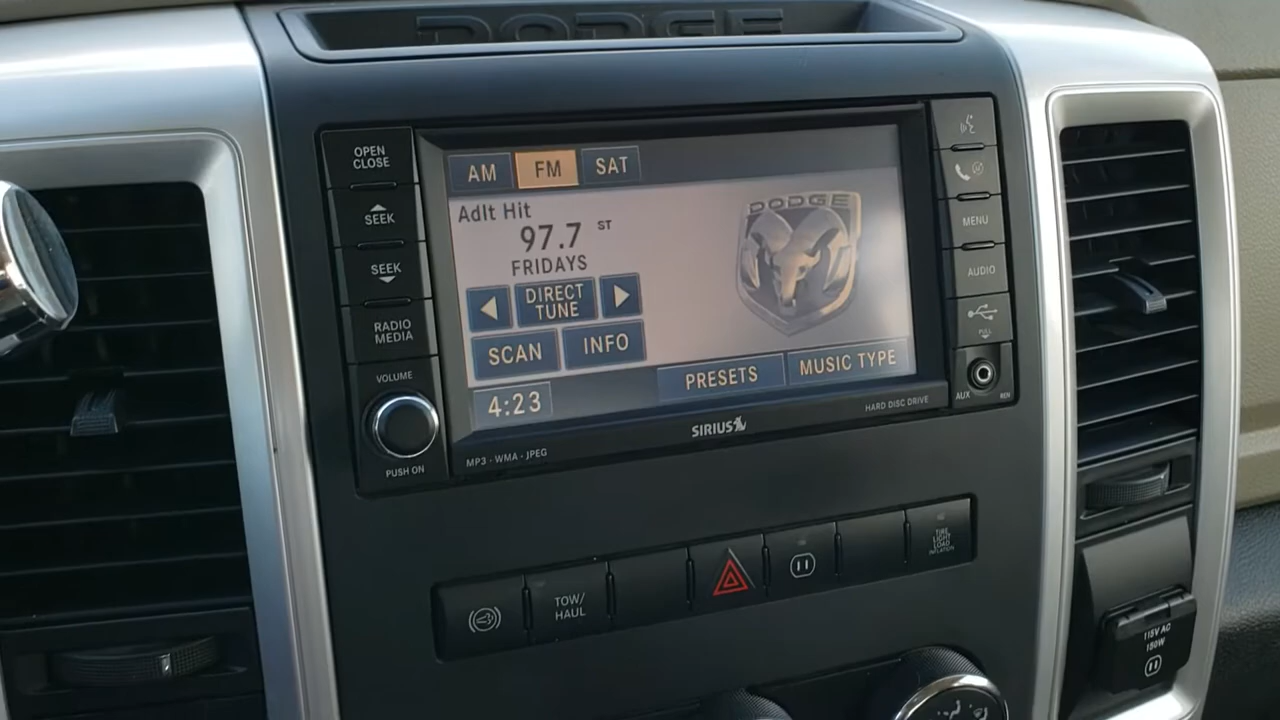 DODGE
OPEN
CLOSE
SEEK
SEEK
RADIO
MEDIA
VOLUME
PUSH ON
AM FM SAT
Adlt Hit
97.7 ST
FRIDAYS
DIRECT
TUNE
SCAN INFO
4:23
PRESETS MUSIC TYPE
DODGE
SIRIUS
HARD DISC DRIVE
MP3 · WMA · JPEG
MENU
AUDIO
PULL
AUX
TOW/
HAUL
TIRE
LIGHT
LOAD
INFLATION
115V AC
150W